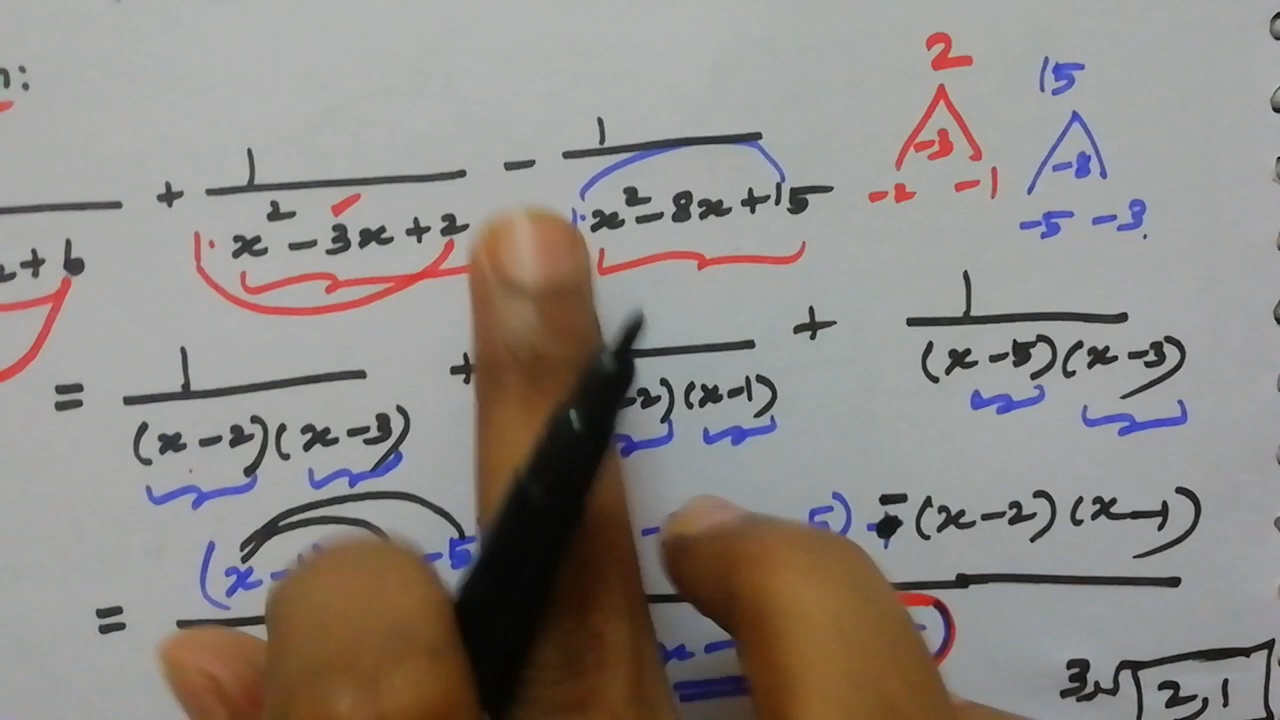 n:
2 15
-3 -8
-2 -1 -5 -3.
+ 1 - 1
x + 6 x² - 3x + 2 x² - 8x + 15
= 1 + + 1
(x - 2)(x - 3) -2)(x - 1) (x - 5)(x - 3)
(x - -5 - 5) - (x - 2)(x - 1)
=
x -
3√2,1